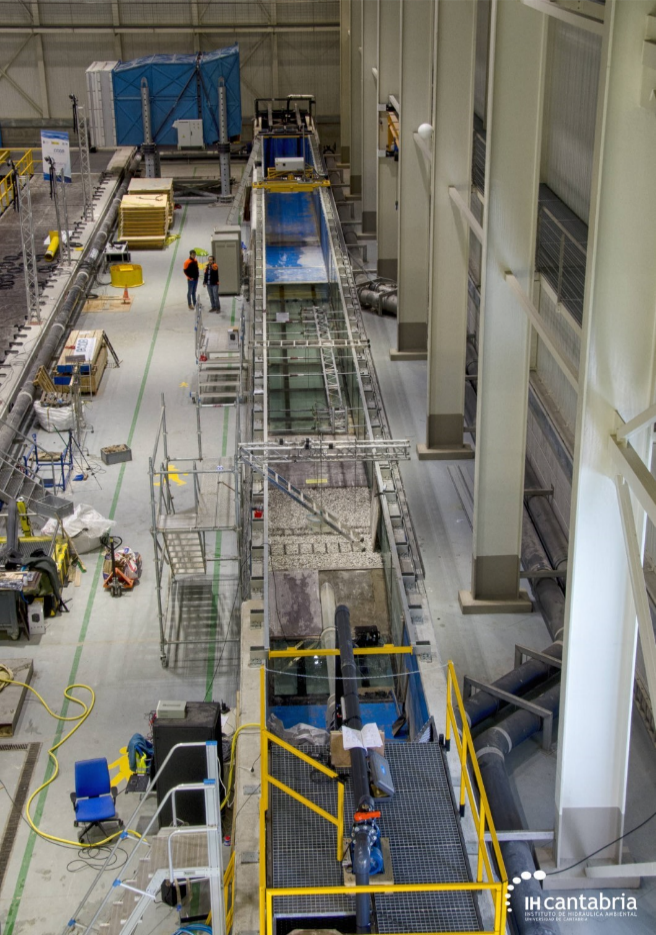 IHcantabria
INSTITUTO DE HIDRÁULICA AMBIENTAL
UNIVERSIDAD DE CANTABRIA